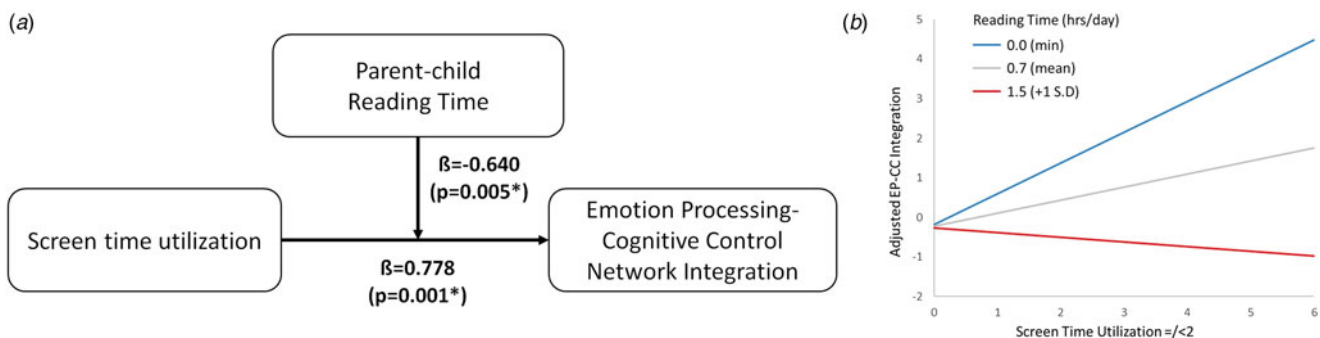 (a)
Parent-child
Reading Time
ß=-0.640
(p=0.005*)
Screen time utilization
ß=0.778
(p=0.001*)
Emotion Processing-
Cognitive Control
Network Integration
(b)
Reading Time (hrs/day)
0.0 (min)
0.7 (mean)
1.5 (+1 S.D)
Adjusted EP-CC Integration
5
4
3
2
1
0
-1
-2
0 1 2 3 4 5 6
Screen Time Utilization =/<2